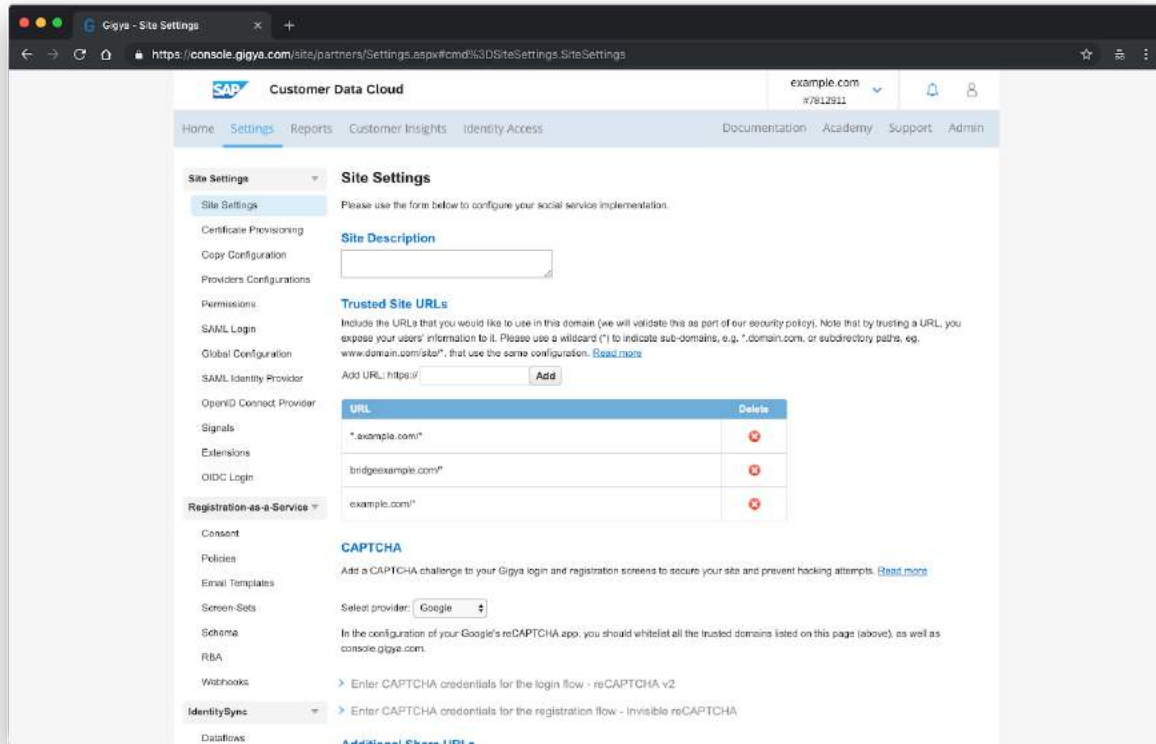 Gigya - Site Settings
https://console.gigya.com/site/partners/Settings.aspx#cmd%3DSiteSettings.SiteSettings
SAP Customer Data Cloud
example.com
#7812911
Home Settings Reports Customer Insights Identity Access Documentation Academy Support Admin
Site Settings
Site Settings
Certificate Provisioning
Copy Configuration
Providers Configurations
Permissions
SAML Login
Global Configuration
SAML Identity Provider
OpenID Connect Provider
Signals
Extensions
OIDC Login
Registration-as-a-Service
Consent
Policies
Email Templates
Screen-Sets
Schema
RBA
Webhooks
IdentitySync
Dataflows
Site Settings
Please use the form below to configure your social service implementation.
Site Description
Trusted Site URLs
Include the URLs that you would like to use in this domain (we will validate this as part of our security policy). Note that by trusting a URL, you
expose your users' information to it. Please use a wildcard (*) to indicate sub-domains, e.g. *.domain.com, or subdirectory paths, eg.
www.domain.com/site/*, that use the same configuration. Read more
Add URL: https:// Add
URL Delete
*.example.com/*
bridgeexample.com/*
example.com/*
CAPTCHA
Add a CAPTCHA challenge to your Gigya login and registration screens to secure your site and prevent hacking attempts. Read more
Select provider: Google
In the configuration of your Google's reCAPTCHA app, you should whitelist all the trusted domains listed on this page (above), as well as
console.gigya.com.
Enter CAPTCHA credentials for the login flow - reCAPTCHA v2
Enter CAPTCHA credentials for the registration flow - Invisible reCAPTCHA
Additional Share URLs